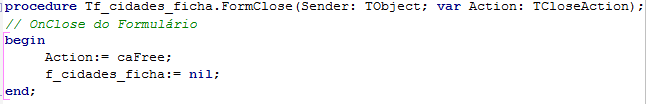 procedure Tf_cidades_ficha.FormClose(Sender: TObject; var Action: TCloseAction);
// OnClose do Formulário
begin
Action:= caFree;
f_cidades_ficha:= nil;
end;